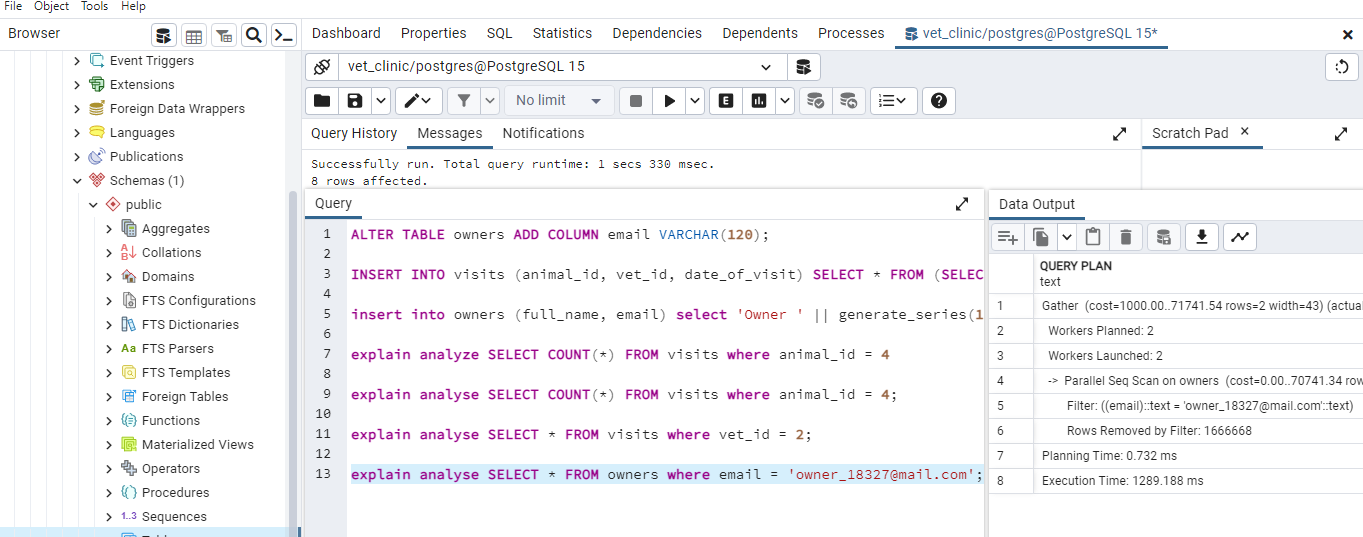 File Object Tools Help
Browser
Dashboard Properties SQL Statistics Dependencies Dependents Processes vet_clinic/postgres@PostgreSQL 15*
Event Triggers
Extensions
Foreign Data Wrappers
Languages
Publications
Schemas (1)
public
Aggregates
Collations
Domains
FTS Configurations
FTS Dictionaries
Aa FTS Parsers
FTS Templates
Foreign Tables
Functions
Materialized Views
Operators
Procedures
1..3 Sequences
vet_clinic/postgres@PostgreSQL 15
No limit
E
Query History Messages Notifications
Scratch Pad
Successfully run. Total query runtime: 1 secs 330 msec.
8 rows affected.
Query
1 ALTER TABLE owners ADD COLUMN email VARCHAR(120);
2
3 INSERT INTO visits (animal_id, vet_id, date_of_visit) SELECT * FROM (SELEC
4
5 insert into owners (full_name, email) select 'Owner ' || generate_series(1
6
7 explain analyze SELECT COUNT(*) FROM visits where animal_id = 4
8
9 explain analyse SELECT COUNT(*) FROM visits where animal_id = 4;
10
11 explain analyse SELECT * FROM visits where vet_id = 2;
12
13 explain analyse SELECT * FROM owners where email = 'owner_18327@mail.com';
Data Output
QUERY PLAN
text
1 Gather (cost=1000.00..71741.54 rows=2 width=43) (actua
2 Workers Planned: 2
3 Workers Launched: 2
4 -> Parallel Seq Scan on owners (cost=0.00..70741.34 row
5 Filter: ((email)::text = 'owner_18327@mail.com'::text)
6 Rows Removed by Filter: 1666668
7 Planning Time: 0.732 ms
8 Execution Time: 1289.188 ms